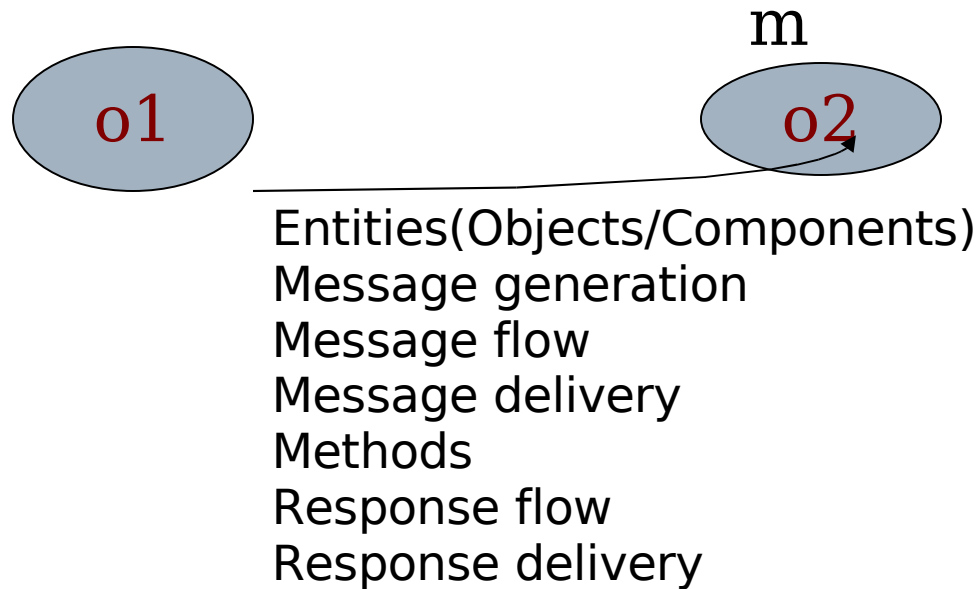 m
o1
o2
Entities(Objects/Components)
Message generation
Message flow
Message delivery
Methods
Response flow
Response delivery